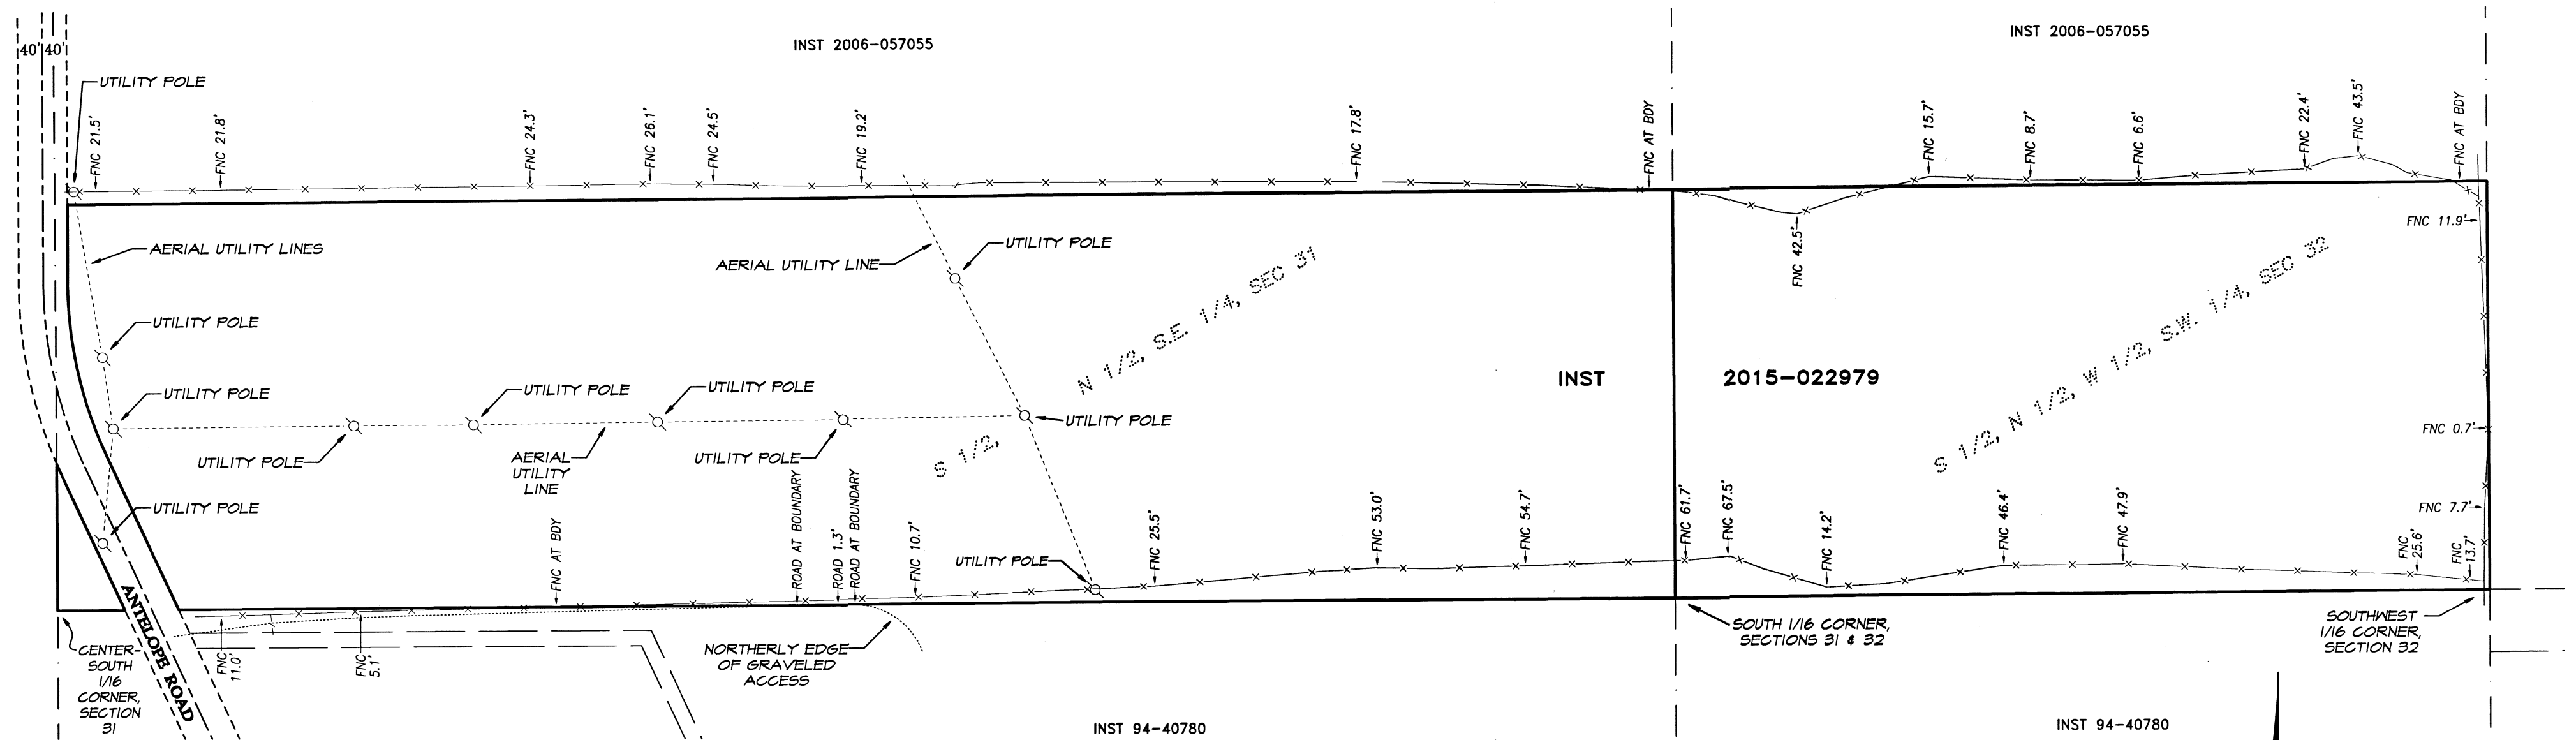 40' 40'
INST 2006-057055
INST 2006-057055
UTILITY POLE
FNC 21.5'
FNC 21.8'
FNC 24.3'
FNC 26.1'
FNC 24.5'
FNC 19.2'
FNC 17.8'
FNC AT BDY
FNC 15.7'
FNC 8.7'
FNC 6.6'
FNC 22.4'
FNC 43.5'
FNC AT BDY
AERIAL UTILITY LINES
AERIAL UTILITY LINE
UTILITY POLE
FNC 42.5'
FNC 11.9'
UTILITY POLE
UTILITY POLE
UTILITY POLE
UTILITY POLE
UTILITY POLE
UTILITY POLE
AERIAL
UTILITY
LINE
UTILITY POLE
UTILITY POLE
S 1/2, N 1/2, S.E. 1/4, SEC 31
INST 2015-022979
S 1/2, N 1/2, W 1/2, S.W. 1/4, SEC 32
FNC 0.7'
FNC 7.7'
UTILITY POLE
FNC AT BDY
ROAD AT BOUNDARY
ROAD 1.3'
ROAD AT BOUNDARY
FNC 10.7'
UTILITY POLE
FNC 25.5'
FNC 53.0'
FNC 54.7'
FNC 61.7'
FNC 67.5'
FNC 14.2'
FNC 46.4'
FNC 47.9'
FNC
25.6'
FNC
13.7'
CENTER-
SOUTH
1/16
CORNER,
SECTION
31
ANTELOPE ROAD
FNC
11.0'
FNC
5.1'
NORTHERLY EDGE
OF GRAVELED
ACCESS
SOUTH 1/16 CORNER,
SECTIONS 31 & 32
SOUTHWEST
1/16 CORNER,
SECTION 32
INST 94-40780
INST 94-40780